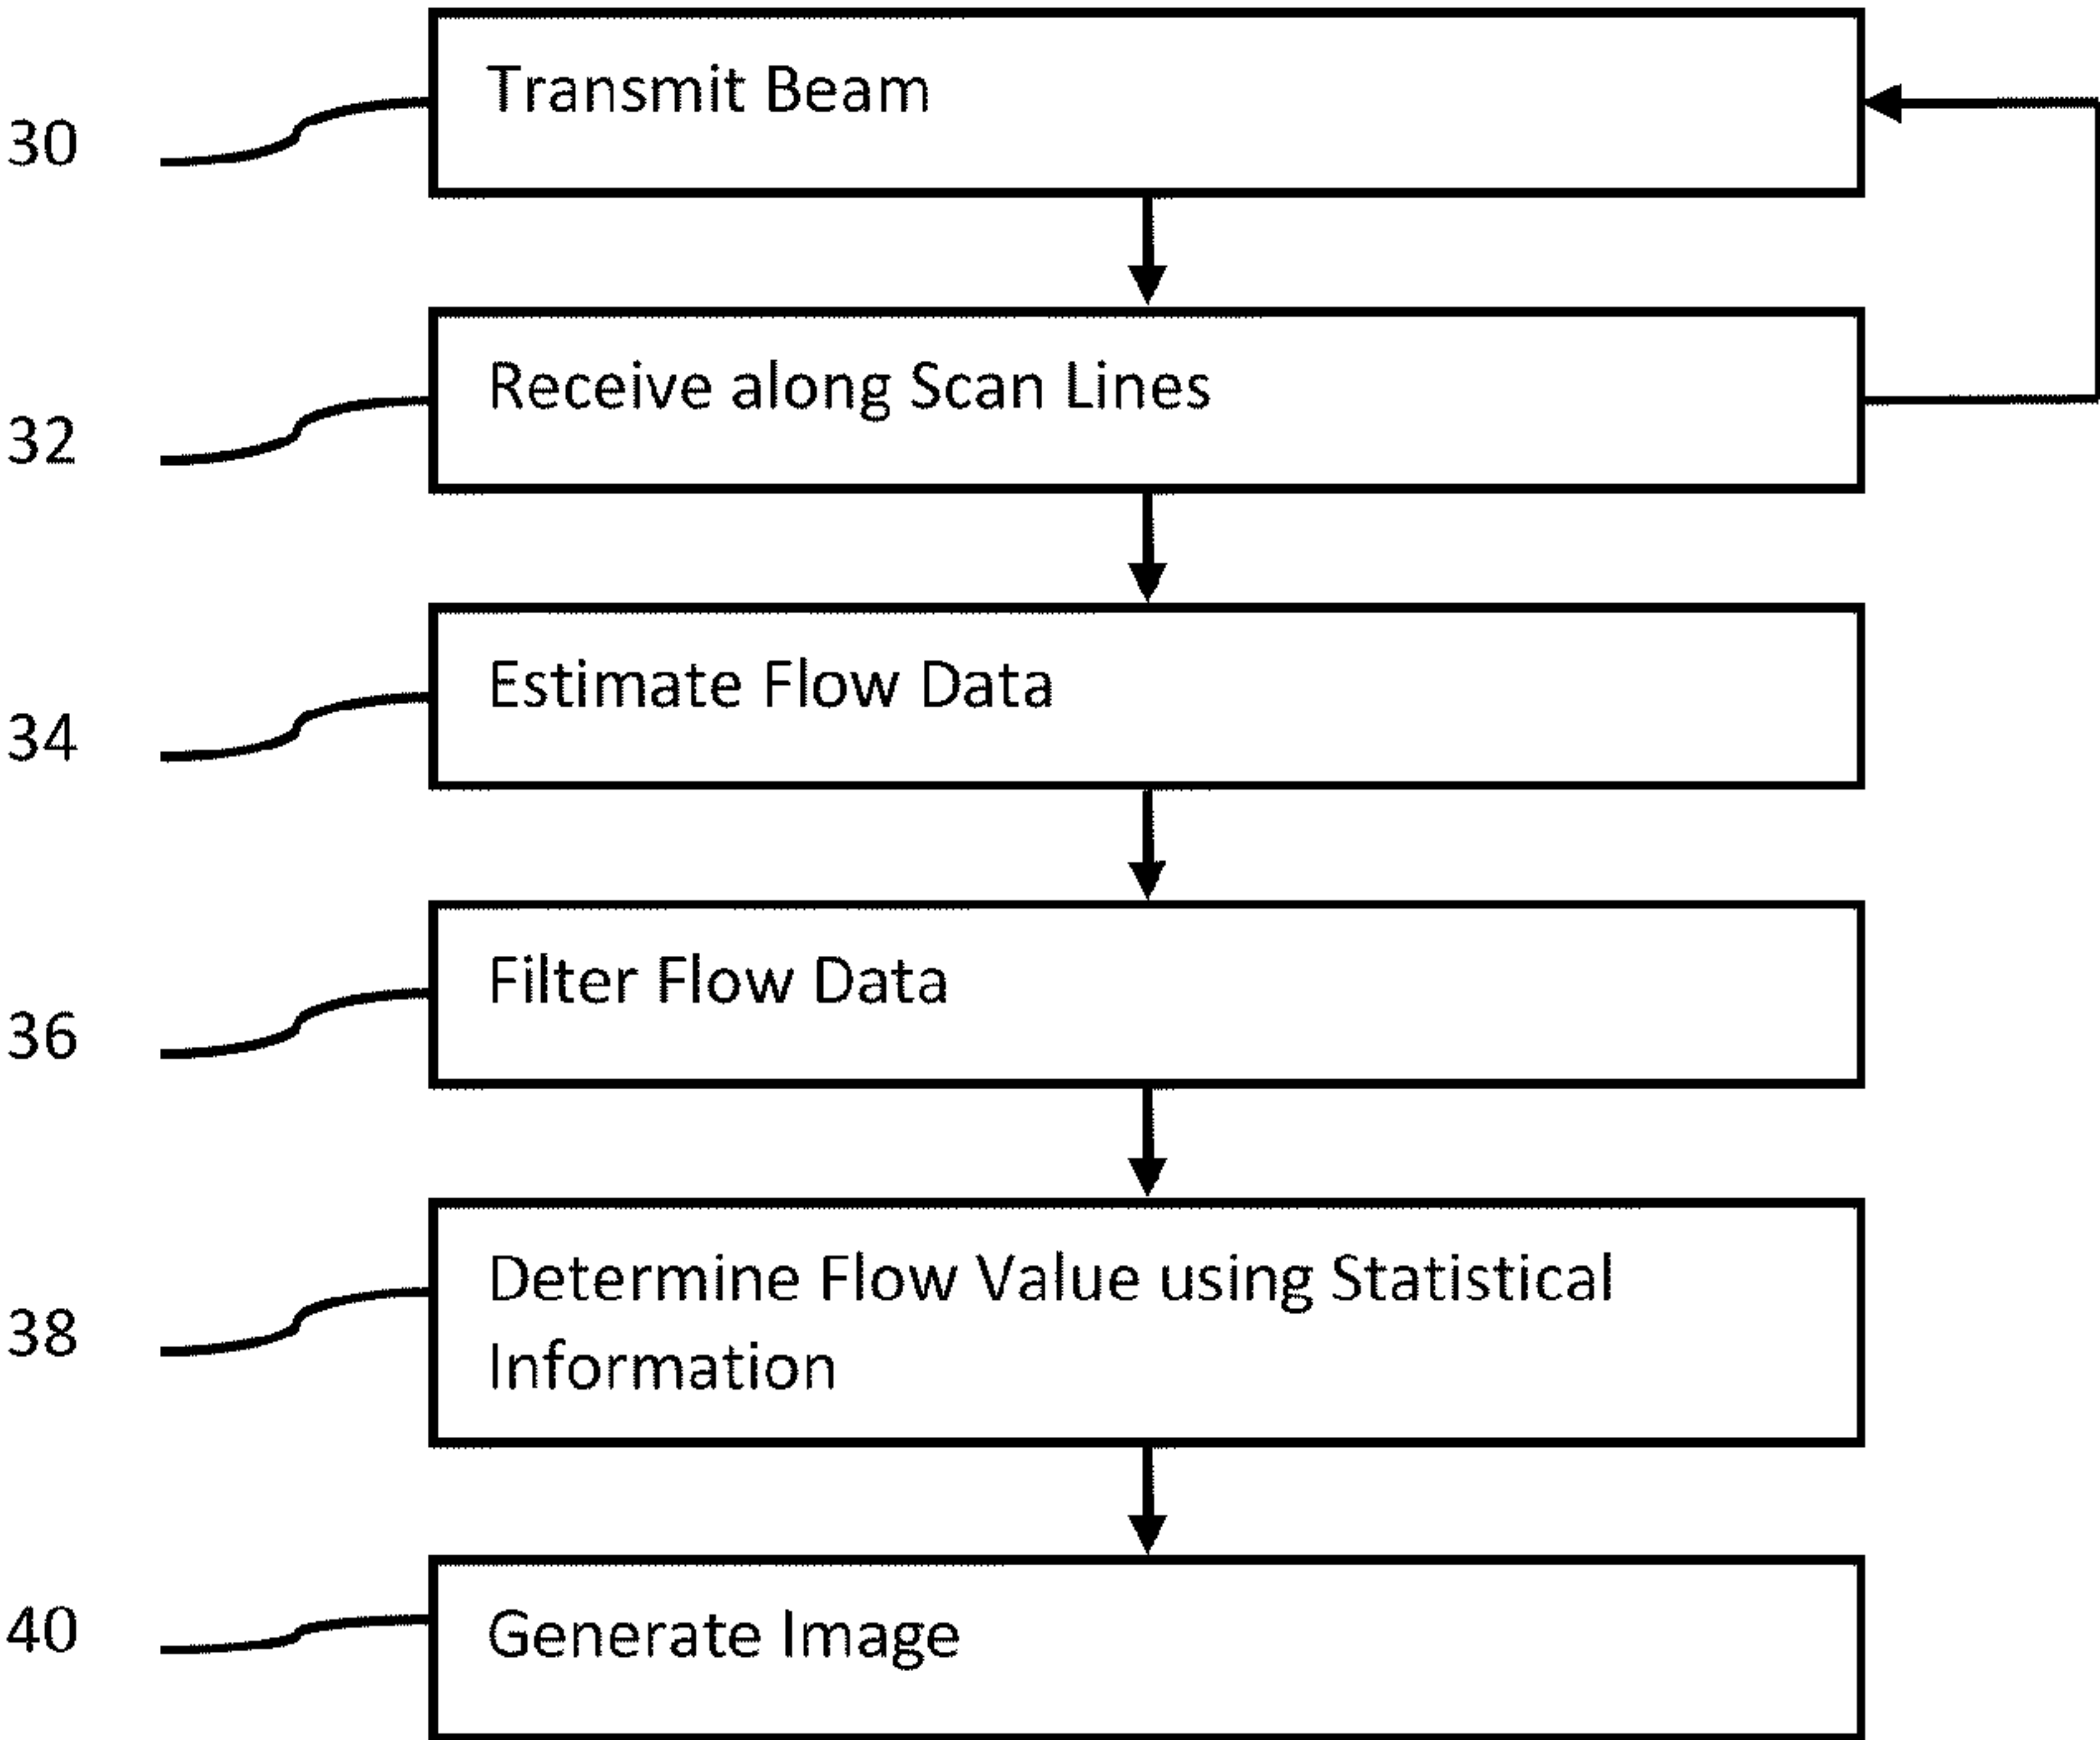 Transmit Beam
30
Receive along Scan Lines
32
Estimate Flow Data
34
Filter Flow Data
36
Determine Flow Value using Statistical
Information
38
Generate Image
40